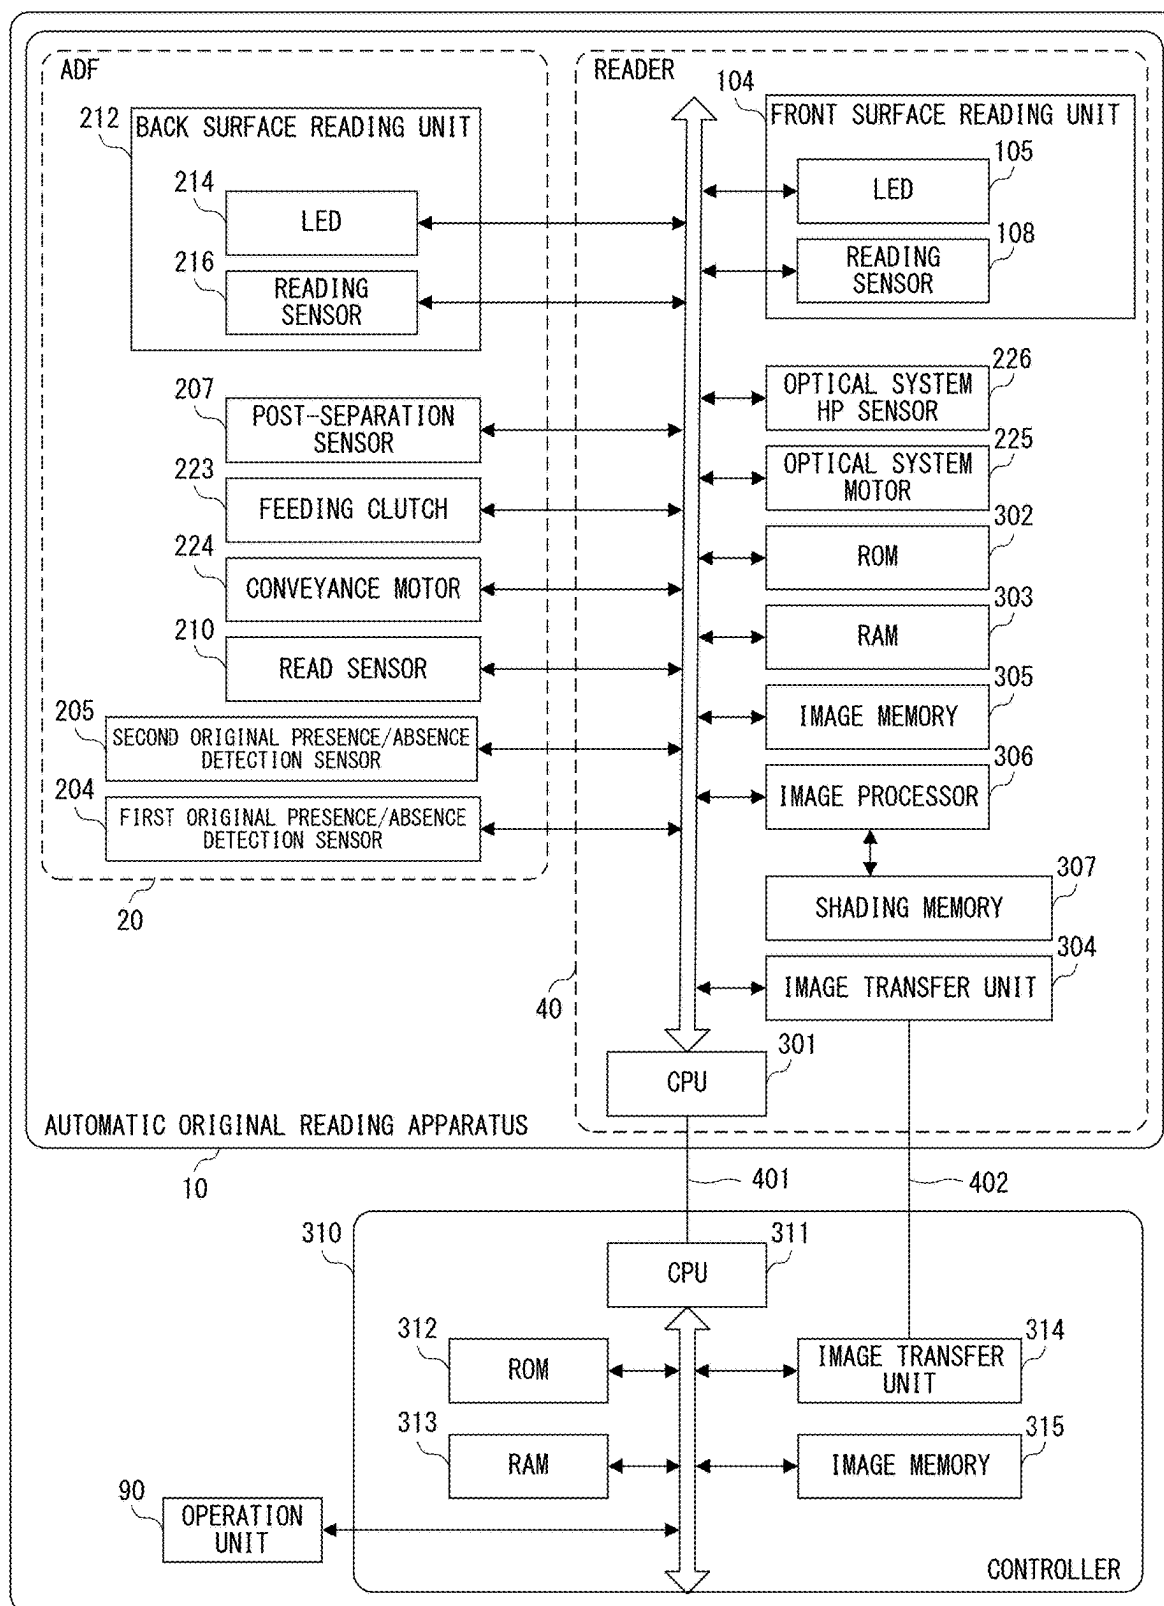 ADF
212
BACK SURFACE READING UNIT
214
LED
216
READING
SENSOR
207
POST-SEPARATION
SENSOR
223
FEEDING CLUTCH
224
CONVEYANCE MOTOR
210
READ SENSOR
205
SECOND ORIGINAL PRESENCE/ABSENCE
DETECTION SENSOR
204
FIRST ORIGINAL PRESENCE/ABSENCE
DETECTION SENSOR
20
READER
104
FRONT SURFACE READING UNIT
105
LED
108
READING
SENSOR
226
OPTICAL SYSTEM
HP SENSOR
225
OPTICAL SYSTEM
MOTOR
302
ROM
303
RAM
305
IMAGE MEMORY
306
IMAGE PROCESSOR
307
SHADING MEMORY
304
IMAGE TRANSFER UNIT
40
301
CPU
AUTOMATIC ORIGINAL READING APPARATUS
10
401
402
310
311
CPU
312
ROM
314
IMAGE TRANSFER
UNIT
313
RAM
315
IMAGE MEMORY
90
OPERATION
UNIT
CONTROLLER